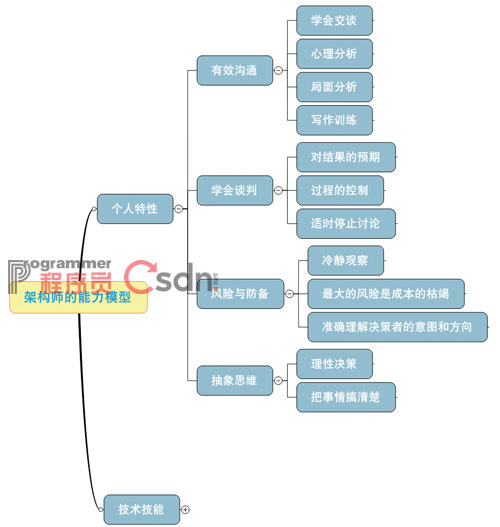 学会交谈
心理分析
有效沟通
局面分析
写作训练
对结果的预期
学会谈判
过程的控制
个人特性
适时停止讨论
冷静观察
Programmer
程序员
Csdn
.net
风险与防备
最大的风险是成本的枯竭
架构师的能力模型
准确理解决策者的意图和方向
理性决策
抽象思维
把事情搞清楚
技术技能